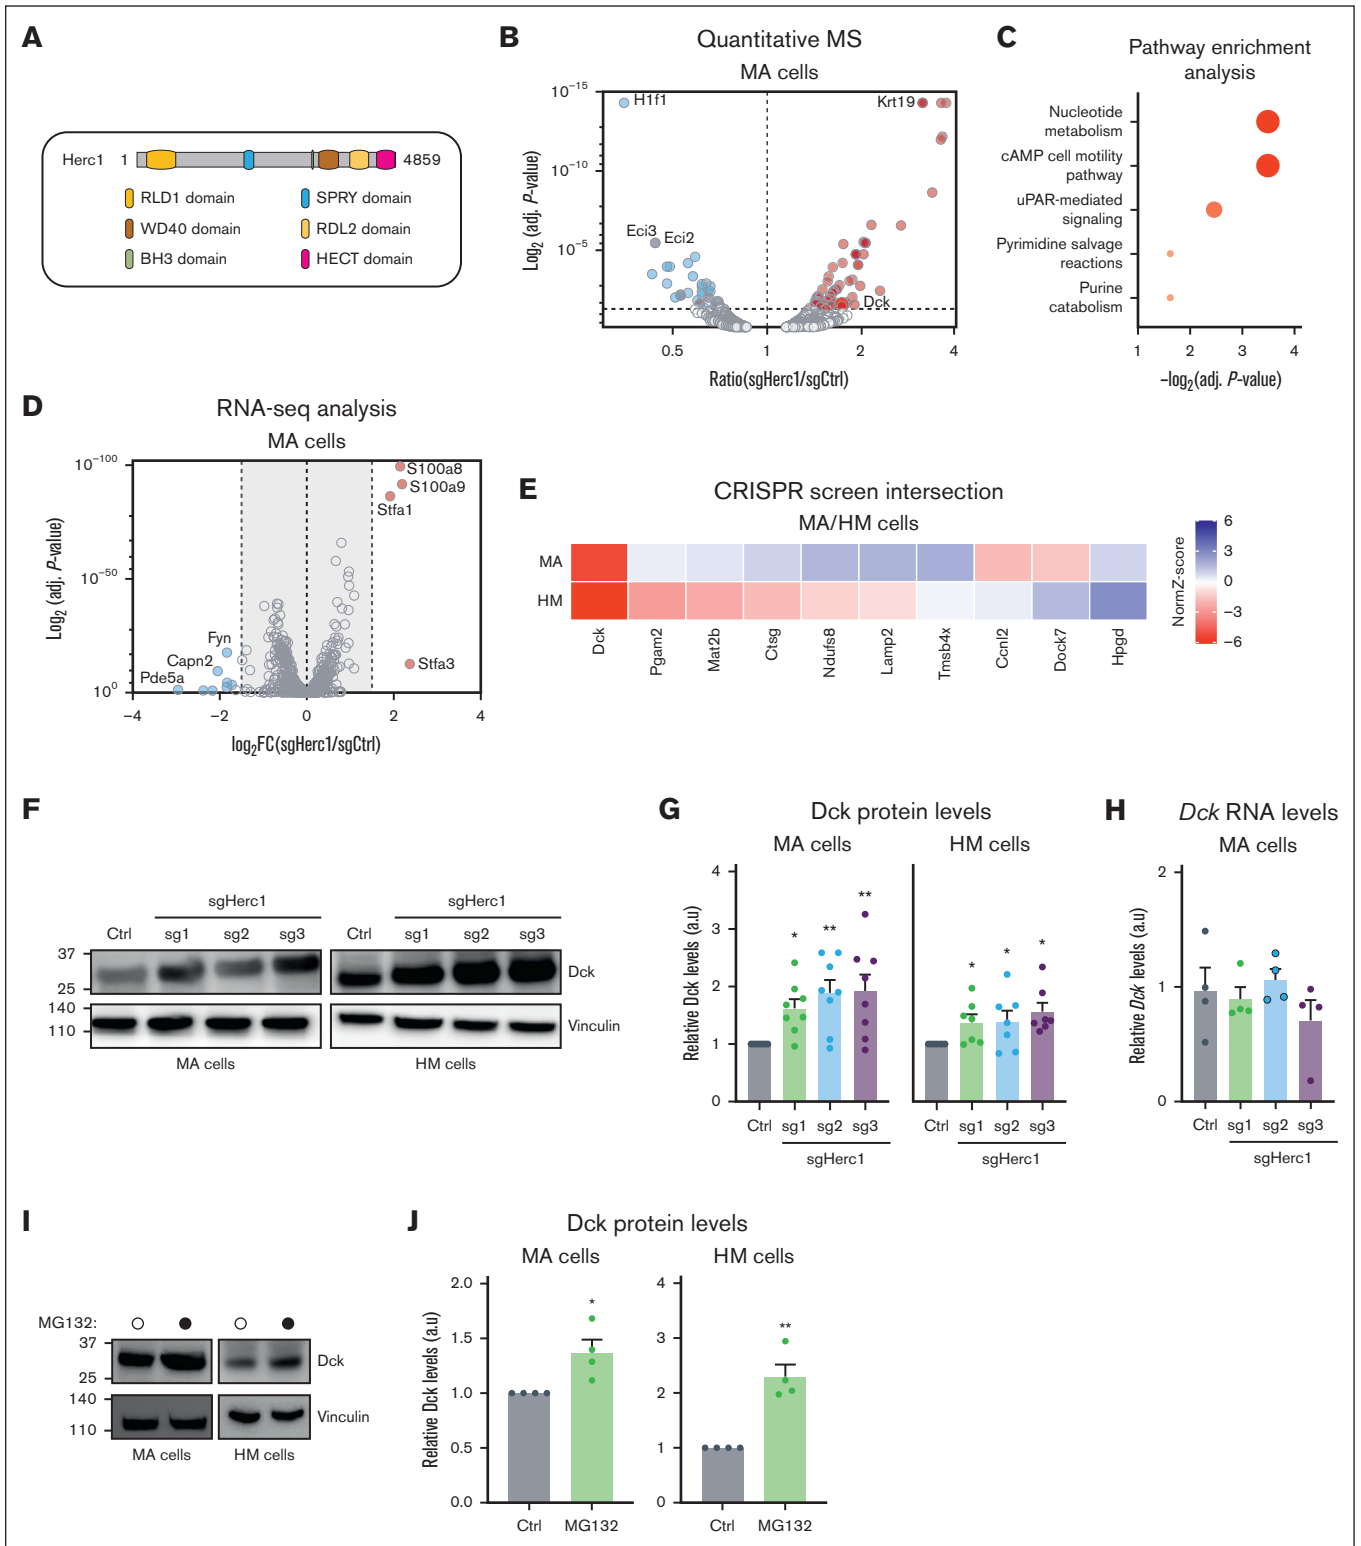 A
Herc1 1 4859
RLD1 domain
SPRY domain
WD40 domain
RDL2 domain
BH3 domain
HECT domain
B
Quantitative MS
MA cells
Log2 (adj. P-value)
10−15
10−10
10−5
H1f1
Krt19
Eci3
Eci2
Dck
0.5 1 2 4
Ratio(sgHerc1/sgCtrl)
C
Pathway enrichment
analysis
Nucleotide
metabolism
cAMP cell motility
pathway
uPAR-mediated
signaling
Pyrimidine salvage
reactions
Purine
catabolism
1 2 3 4
−log2(adj. P-value)
D
RNA-seq analysis
MA cells
Log2 (adj. P-value)
10−100
10−50
100
S100a8
S100a9
Stfa1
Fyn
Capn2
Pde5a
Stfa3
−4 −2 0 2 4
log2FC(sgHerc1/sgCtrl)
E
CRISPR screen intersection
MA/HM cells
MA
HM
Dck Pgam2 Mat2b Ctsg Ndufs8 Lamp2 Tmsb4x Ccnl2 Dock7 Hpgd
NormZ-score
6
3
0
−3
−6
F
sgHerc1 sgHerc1
Ctrl sg1 sg2 sg3 Ctrl sg1 sg2 sg3
37
25
Dck
140
110
Vinculin
MA cells HM cells
G
Dck protein levels
MA cells HM cells
Relative Dck levels (a.u)
4
3
2
1
0
* ** **
* * *
Ctrl sg1 sg2 sg3 Ctrl sg1 sg2 sg3
sgHerc1 sgHerc1
H
Dck RNA levels
MA cells
Relative Dck levels (a.u)
2
1
0
Ctrl sg1 sg2 sg3
sgHerc1
I
MG132:
37
25
Dck
140
110
Vinculin
MA cells HM cells
J
Dck protein levels
MA cells HM cells
Relative Dck levels (a.u)
2.0
1.5
1.0
0.5
0.0
*
Ctrl MG132
4
3
2
1
0
**
Ctrl MG132